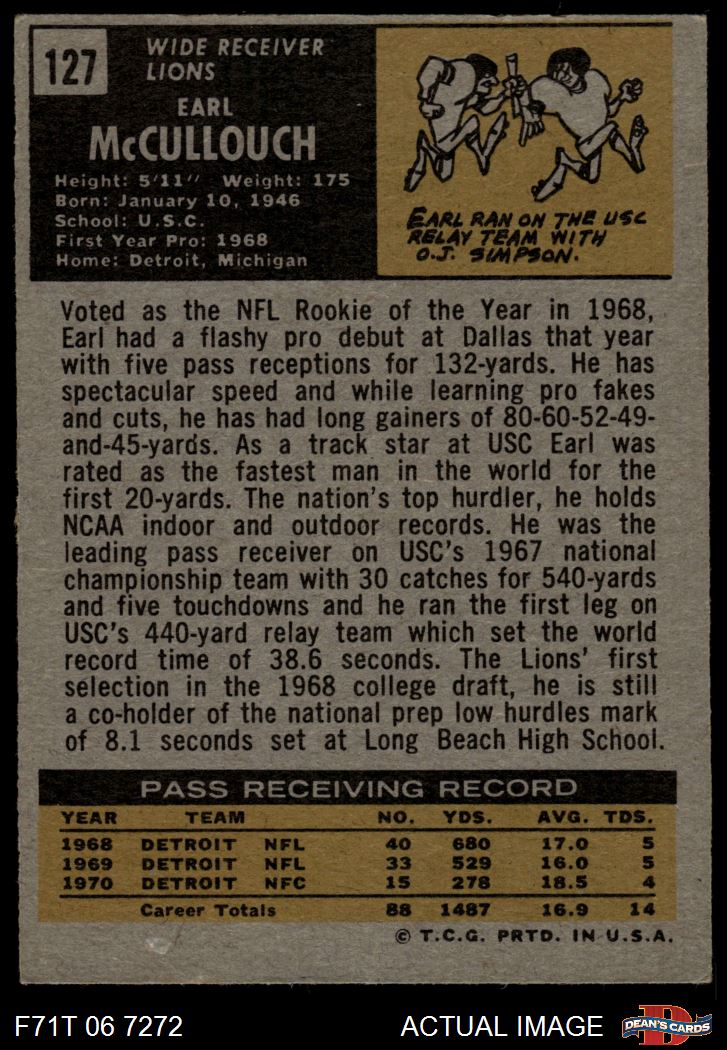 127
WIDE RECEIVER
LIONS
EARL
McCULLOUCH
Height: 5'11" Weight: 175
Born: January 10, 1946
School: U.S.C.
First Year Pro: 1968
Home: Detroit, Michigan
EARL RAN ON THE USC
RELAY TEAM WITH
O.J. SIMPSON.
Voted as the NFL Rookie of the Year in 1968,
Earl had a flashy pro debut at Dallas that year
with five pass receptions for 132-yards. He has
spectacular speed and while learning pro fakes
and cuts, he has had long gainers of 80-60-52-49-
and-45-yards. As a track star at USC Earl was
rated as the fastest man in the world for the
first 20-yards. The nation's top hurdler, he holds
NCAA indoor and outdoor records. He was the
leading pass receiver on USC's 1967 national
championship team with 30 catches for 540-yards
and five touchdowns and he ran the first leg on
USC's 440-yard relay team which set the world
record time of 38.6 seconds. The Lions' first
selection in the 1968 college draft, he is still
a co-holder of the national prep low hurdles mark
of 8.1 seconds set at Long Beach High School.
PASS RECEIVING RECORD
YEAR TEAM NO. YDS. AVG. TDS.
1968 DETROIT NFL 40 680 17.0 5
1969 DETROIT NFL 33 529 16.0 5
1970 DETROIT NFC 15 278 18.5 4
Career Totals 88 1487 16.9 14
© T.C.G. PRTD. IN U.S.A.
F71T 06 7272 ACTUAL IMAGE D DEAN'S CARDS